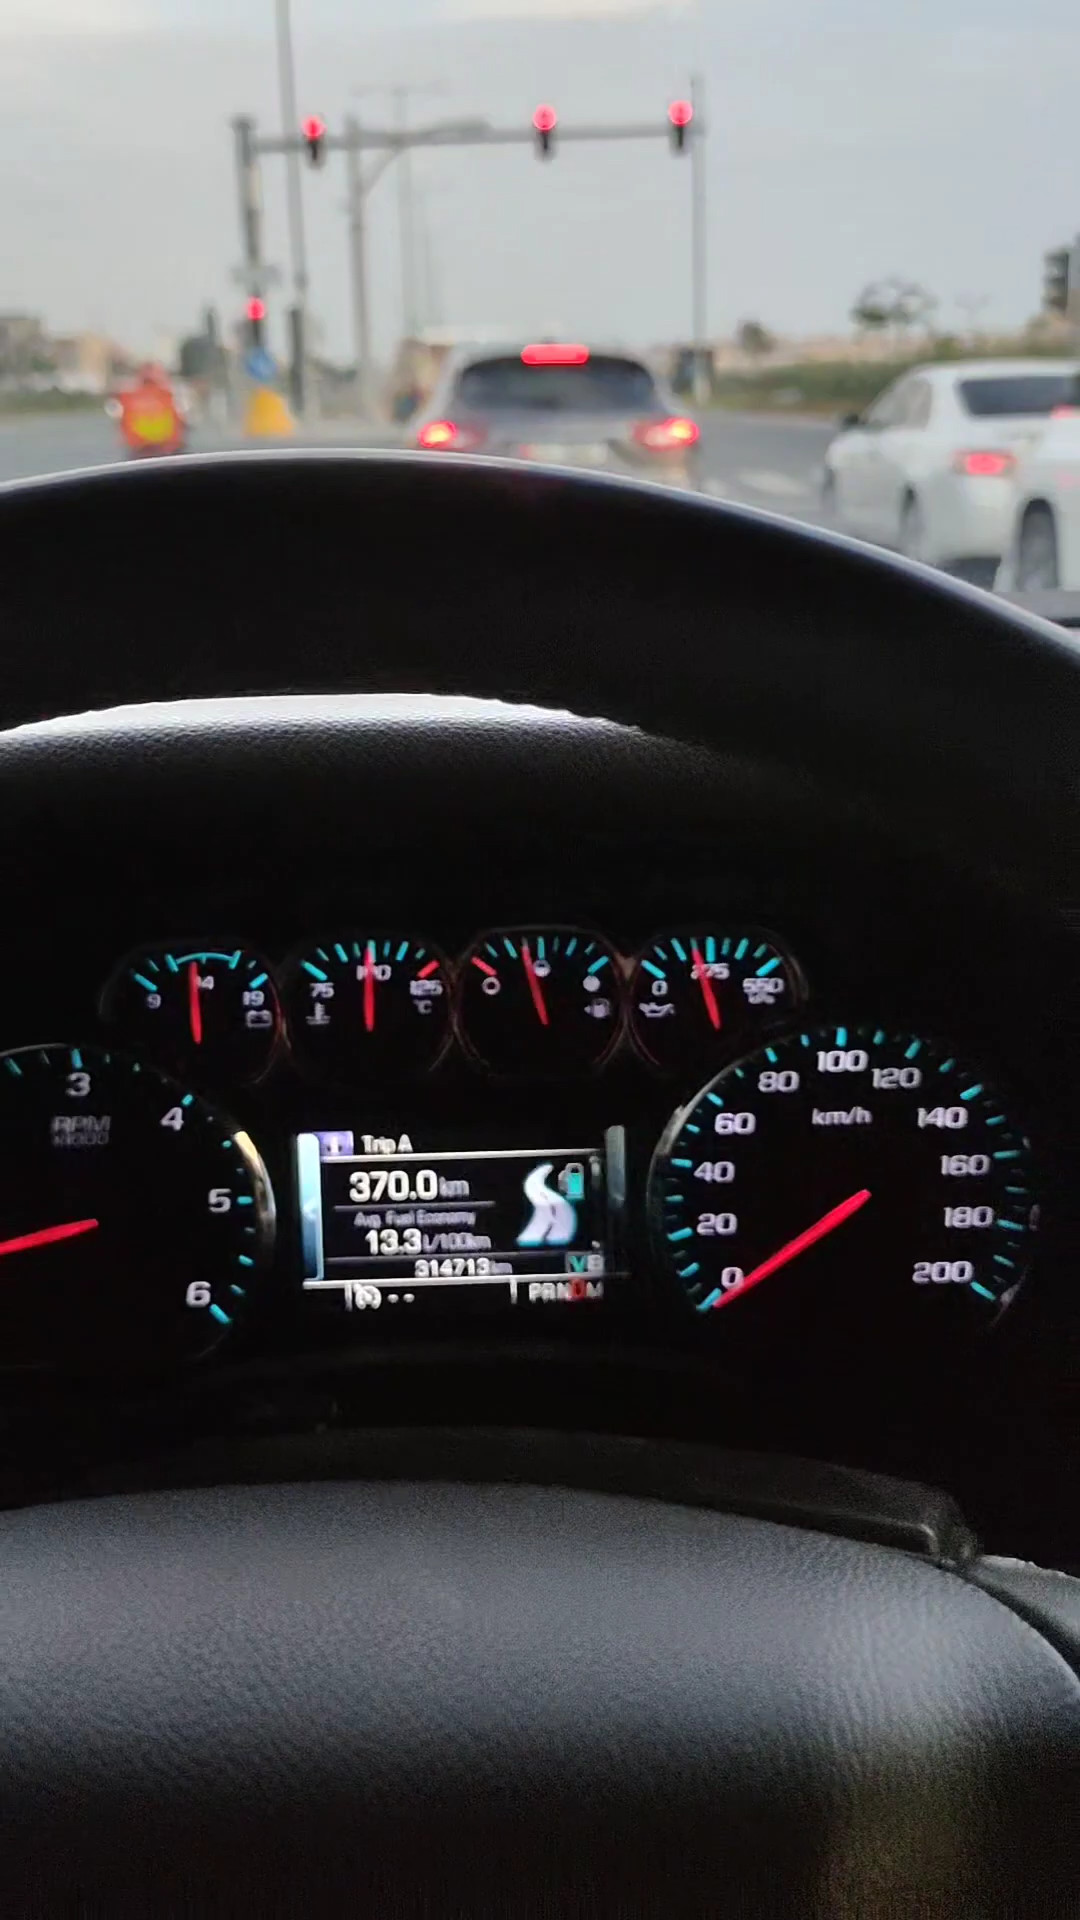 9 14 19
75 100 125
°C
0 275 550
kPa
3
4
5
6
RPM
x1000
Trip A
370.0 km
Avg. Fuel Economy
13.3 L/100km
314713 km
V8
--
PRNDM
0
20
40
60
80
100
120
140
160
180
200
km/h